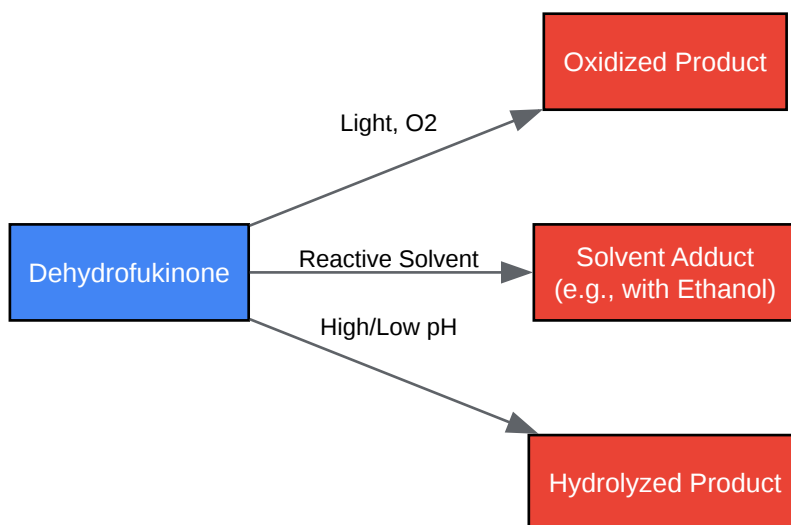 Oxidized Product
Light, O2
Dehydrofukinone
Reactive Solvent
Solvent Adduct
(e.g., with Ethanol)
High/Low pH
Hydrolyzed Product